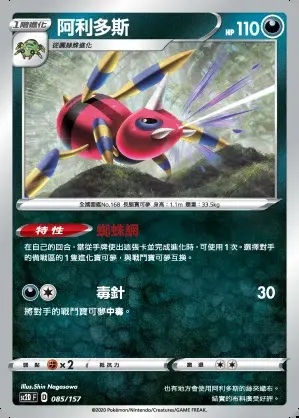 1階進化
阿利多斯
HP 110
從圓絲蛛進化
全國圖鑑No.168 長腳寶可夢 身高：1.1m 體重：33.5kg
特性 蜘蛛網
在自己的回合，當從手牌使出這張卡並完成進化時，可使用1次。選擇對手
的備戰區的1隻進化寶可夢，與戰鬥寶可夢互換。
毒針 30
將對手的戰鬥寶可夢中毒。
弱點 ×2 抵抗力 撤退
Illus.Shin Nagasawa
SC1D F D 085/157
也有地方會使用阿利多斯的絲來織布。
結實的布料廣受好評。
©2020 Pokémon/Nintendo/Creatures/GAME FREAK.